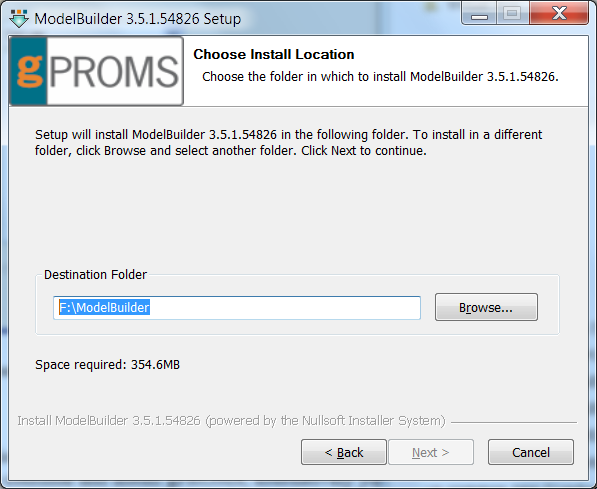 ModelBuilder 3.5.1.54826 Setup
gPROMS
Choose Install Location
Choose the folder in which to install ModelBuilder 3.5.1.54826.
Setup will install ModelBuilder 3.5.1.54826 in the following folder. To install in a different
folder, click Browse and select another folder. Click Next to continue.
Destination Folder
F:\ModelBuilder
Browse...
Space required: 354.6MB
Install ModelBuilder 3.5.1.54826 (powered by the Nullsoft Installer System)
< Back
Next >
Cancel